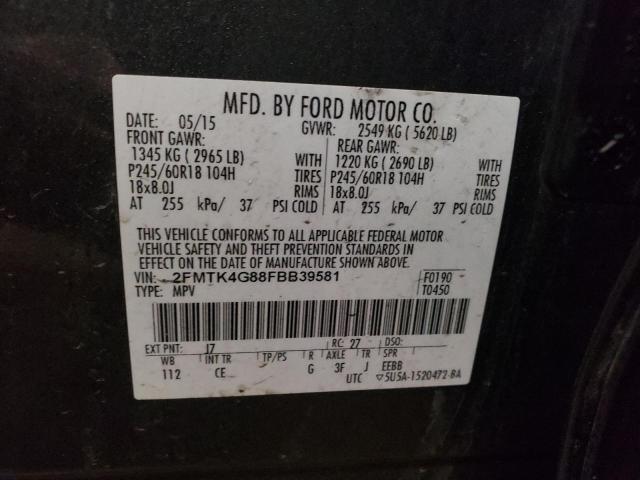 MFD. BY FORD MOTOR CO.
DATE: 05/15 GVWR: 2549 KG ( 5620 LB)
FRONT GAWR: REAR GAWR:
1345 KG ( 2965 LB) WITH 1220 KG ( 2690 LB) WITH
P245/60R18 104H TIRES P245/60R18 104H TIRES
18x8.0J RIMS 18x8.0J RIMS
AT 255 kPa/ 37 PSI COLD AT 255 kPa/ 37 PSI COLD
THIS VEHICLE CONFORMS TO ALL APPLICABLE FEDERAL MOTOR
VEHICLE SAFETY AND THEFT PREVENTION STANDARDS IN
EFFECT ON THE DATE OF MANUFACTURE SHOWN ABOVE.
VIN: 2FMTK4G88FBB39581 F0190
TYPE: MPV T0450
EXT PNT: J7 RC: 27 DSO:
WB INT TR TP/PS R AXLE TR SPR
112 CE G 3F J EEBB
UTC ▽5U5A-1520472-BA